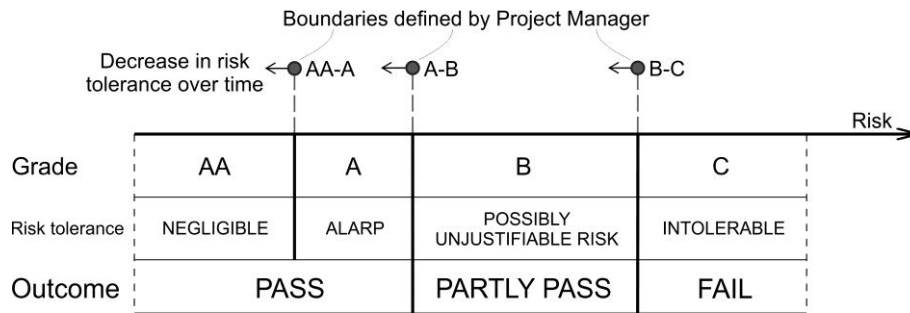 Boundaries defined by Project Manager
Decrease in risk
tolerance over time
AA-A
A-B
B-C
Risk
Grade
AA
A
B
C
Risk tolerance
NEGLIGIBLE
ALARP
POSSIBLY
UNJUSTIFIABLE RISK
INTOLERABLE
Outcome
PASS
PARTLY PASS
FAIL